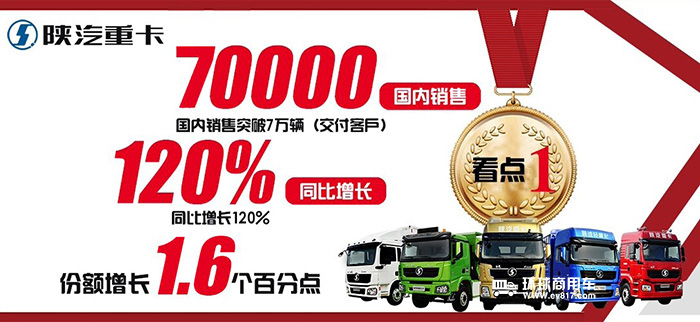 陕汽重卡
70000 国内销售
国内销售突破7万辆（交付客户）
120% 同比增长
同比增长120%
份额增长1.6个百分点
看点1
环球商用车
www.ev817.com